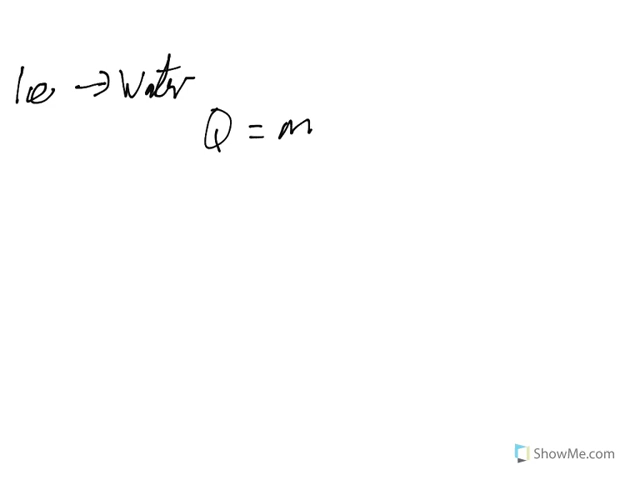 Ice → Water
Q = m
ShowMe.com